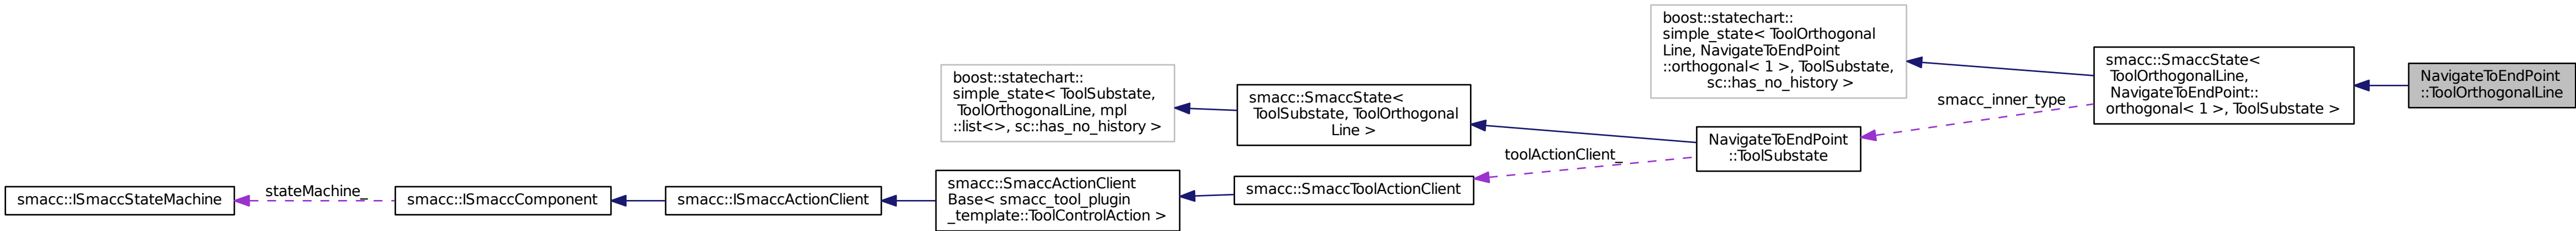 boost::statechart::
simple_state< ToolOrthogonal
Line, NavigateToEndPoint
::orthogonal< 1 >, ToolSubstate,
sc::has_no_history >
smacc::SmaccState<
ToolOrthogonalLine,
NavigateToEndPoint::
orthogonal< 1 >, ToolSubstate >
NavigateToEndPoint
::ToolOrthogonalLine
boost::statechart::
simple_state< ToolSubstate,
ToolOrthogonalLine, mpl
::list<>, sc::has_no_history >
smacc::SmaccState<
ToolSubstate, ToolOrthogonal
Line >
smacc_inner_type
NavigateToEndPoint
::ToolSubstate
toolActionClient_
smacc::ISmaccStateMachine
stateMachine_
smacc::ISmaccComponent
smacc::ISmaccActionClient
smacc::SmaccActionClient
Base< smacc_tool_plugin
_template::ToolControlAction >
smacc::SmaccToolActionClient